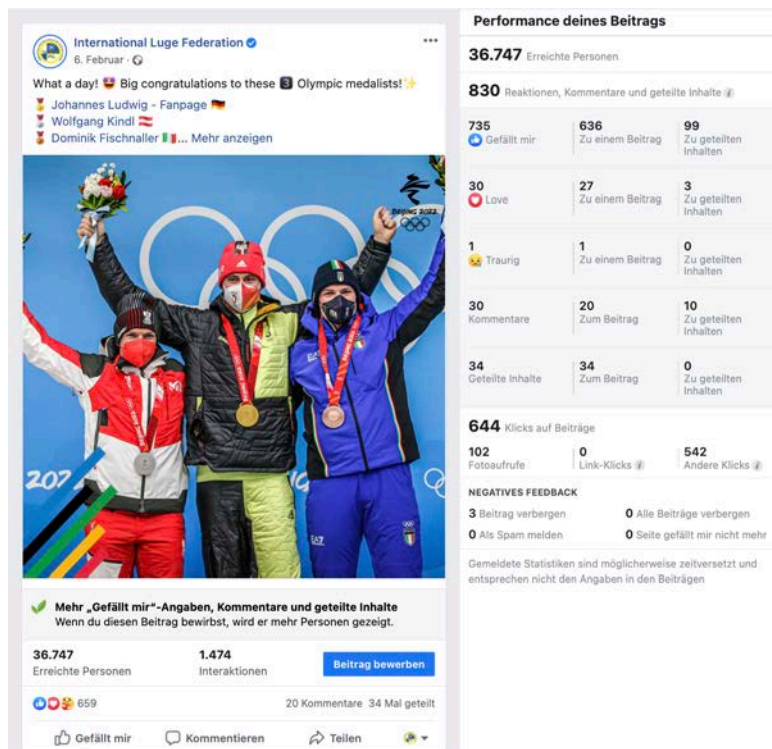 International Luge Federation
6. Februar ·
What a day! 🤩 Big congratulations to these 3️⃣ Olympic medalists!✨
🥇 Johannes Ludwig - Fanpage 🇩🇪
🥈 Wolfgang Kindl 🇦🇹
🥉 Dominik Fischnaller 🇮🇹... Mehr anzeigen
BEIJING 2022
202
EA7
EA7
Mehr „Gefällt mir“-Angaben, Kommentare und geteilte Inhalte
Wenn du diesen Beitrag bewirbst, wird er mehr Personen gezeigt.
36.747 1.474
Erreichte Personen Interaktionen
Beitrag bewerben
659 20 Kommentare 34 Mal geteilt
Gefällt mir Kommentieren Teilen
Performance deines Beitrags
36.747 Erreichte Personen
830 Reaktionen, Kommentare und geteilte Inhalte
735 636 99
Gefällt mir Zu einem Beitrag Zu geteilten
Inhalten
30 27 3
Love Zu einem Beitrag Zu geteilten
Inhalten
1 1 0
Traurig Zu einem Beitrag Zu geteilten
Inhalten
30 20 10
Kommentare Zum Beitrag Zu geteilten
Inhalten
34 34 0
Geteilte Inhalte Zum Beitrag Zu geteilten
Inhalten
644 Klicks auf Beiträge
102 0 542
Fotoaufrufe Link-Klicks Andere Klicks
NEGATIVES FEEDBACK
3 Beitrag verbergen 0 Alle Beiträge verbergen
0 Als Spam melden 0 Seite gefällt mir nicht mehr
Gemeldete Statistiken sind möglicherweise zeitversetzt und
entsprechen nicht den Angaben in den Beiträgen